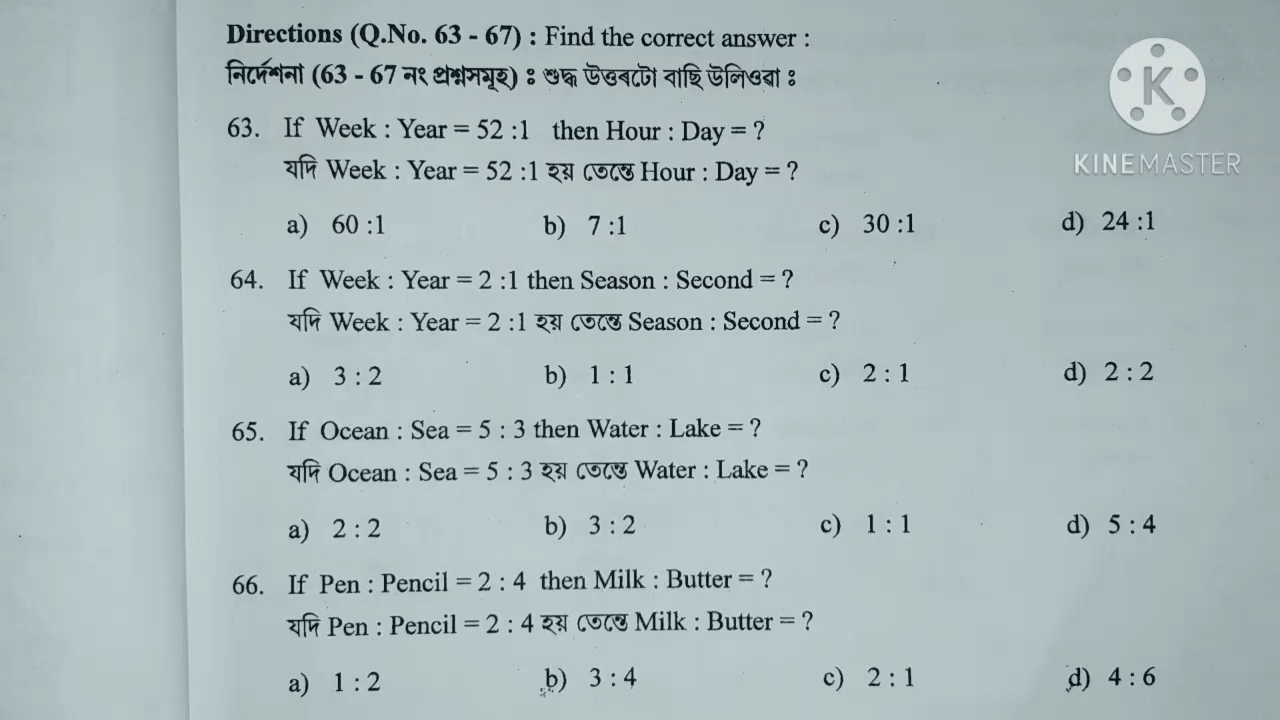 Directions (Q.No. 63 - 67) : Find the correct answer :
নিৰ্দেশনা (63 - 67 নং প্ৰশ্নসমূহ) ঃ শুদ্ধ উত্তৰটো বাছি উলিওৱা ঃ
63. If Week : Year = 52 :1 then Hour : Day = ?
যদি Week : Year = 52 :1 হয় তেন্তে Hour : Day = ?
a) 60 :1 b) 7 :1 c) 30 :1 d) 24 :1
64. If Week : Year = 2 :1 then Season : Second = ?
যদি Week : Year = 2 :1 হয় তেন্তে Season : Second = ?
a) 3 : 2 b) 1 : 1 c) 2 : 1 d) 2 : 2
65. If Ocean : Sea = 5 : 3 then Water : Lake = ?
যদি Ocean : Sea = 5 : 3 হয় তেন্তে Water : Lake = ?
a) 2 : 2 b) 3 : 2 c) 1 : 1 d) 5 : 4
66. If Pen : Pencil = 2 : 4 then Milk : Butter = ?
যদি Pen : Pencil = 2 : 4 হয় তেন্তে Milk : Butter = ?
a) 1 : 2 b) 3 : 4 c) 2 : 1 d) 4 : 6
K
KINEMASTER